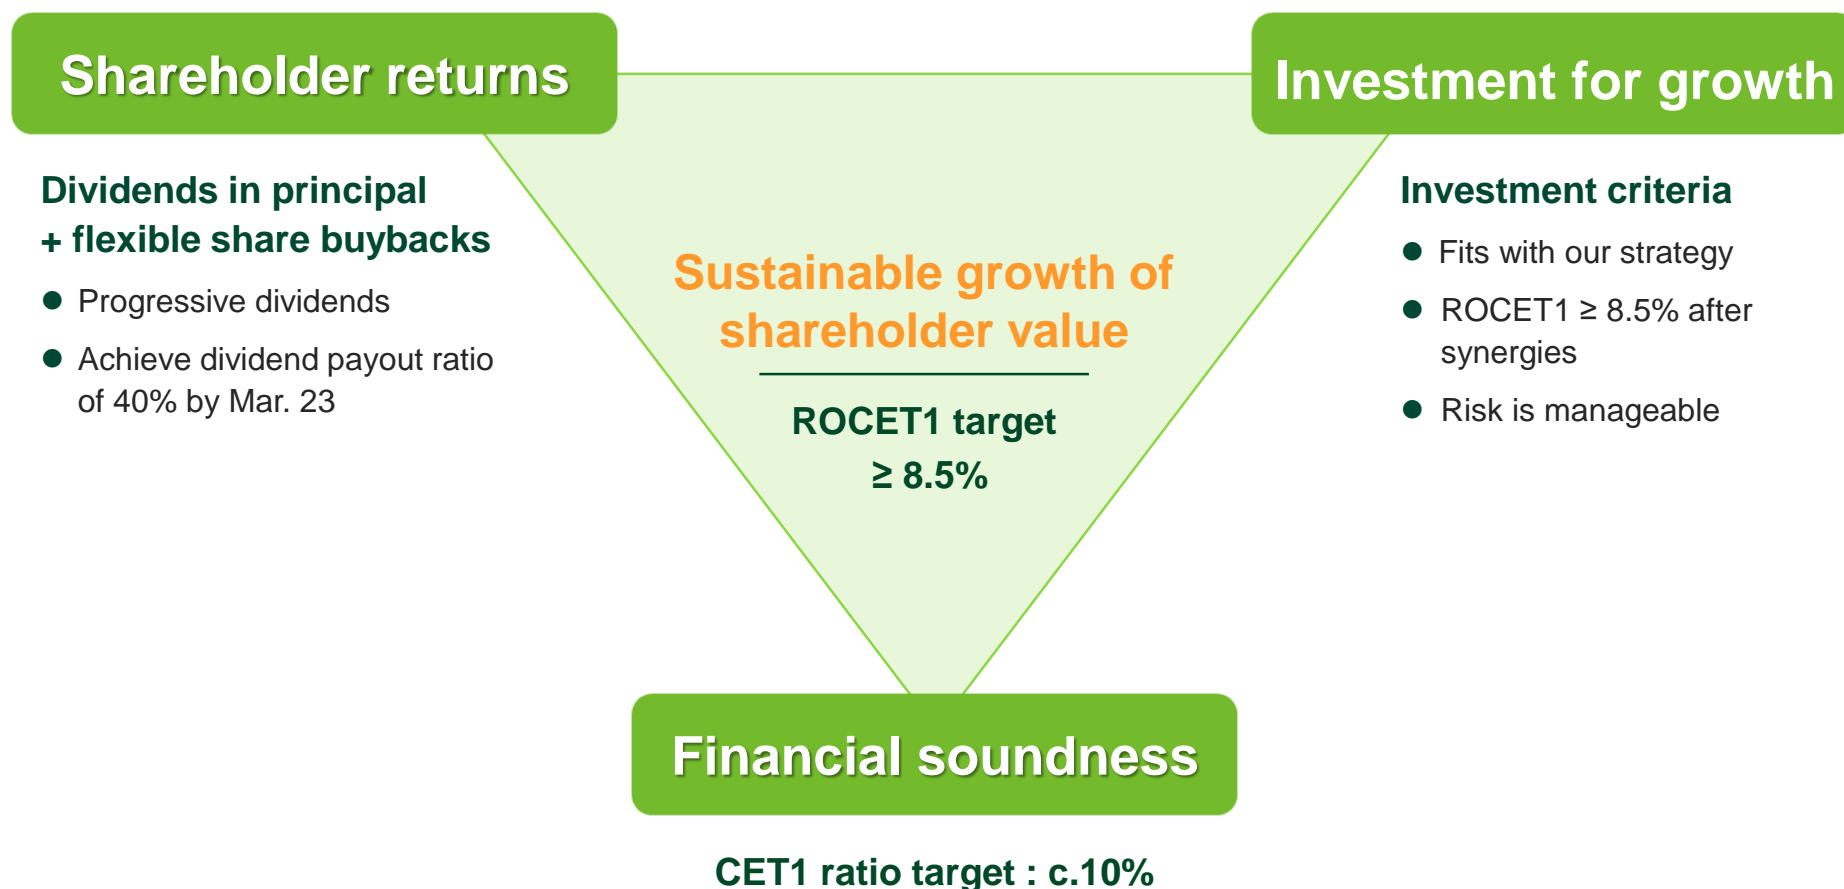 Shareholder returns
Dividends in principal
+ flexible share buybacks
● Progressive dividends
● Achieve dividend payout ratio
of 40% by Mar. 23
Sustainable growth of
shareholder value
ROCET1 target
≥ 8.5%
Investment for growth
Investment criteria
● Fits with our strategy
● ROCET1 ≥ 8.5% after
synergies
● Risk is manageable
Financial soundness
CET1 ratio target : c.10%